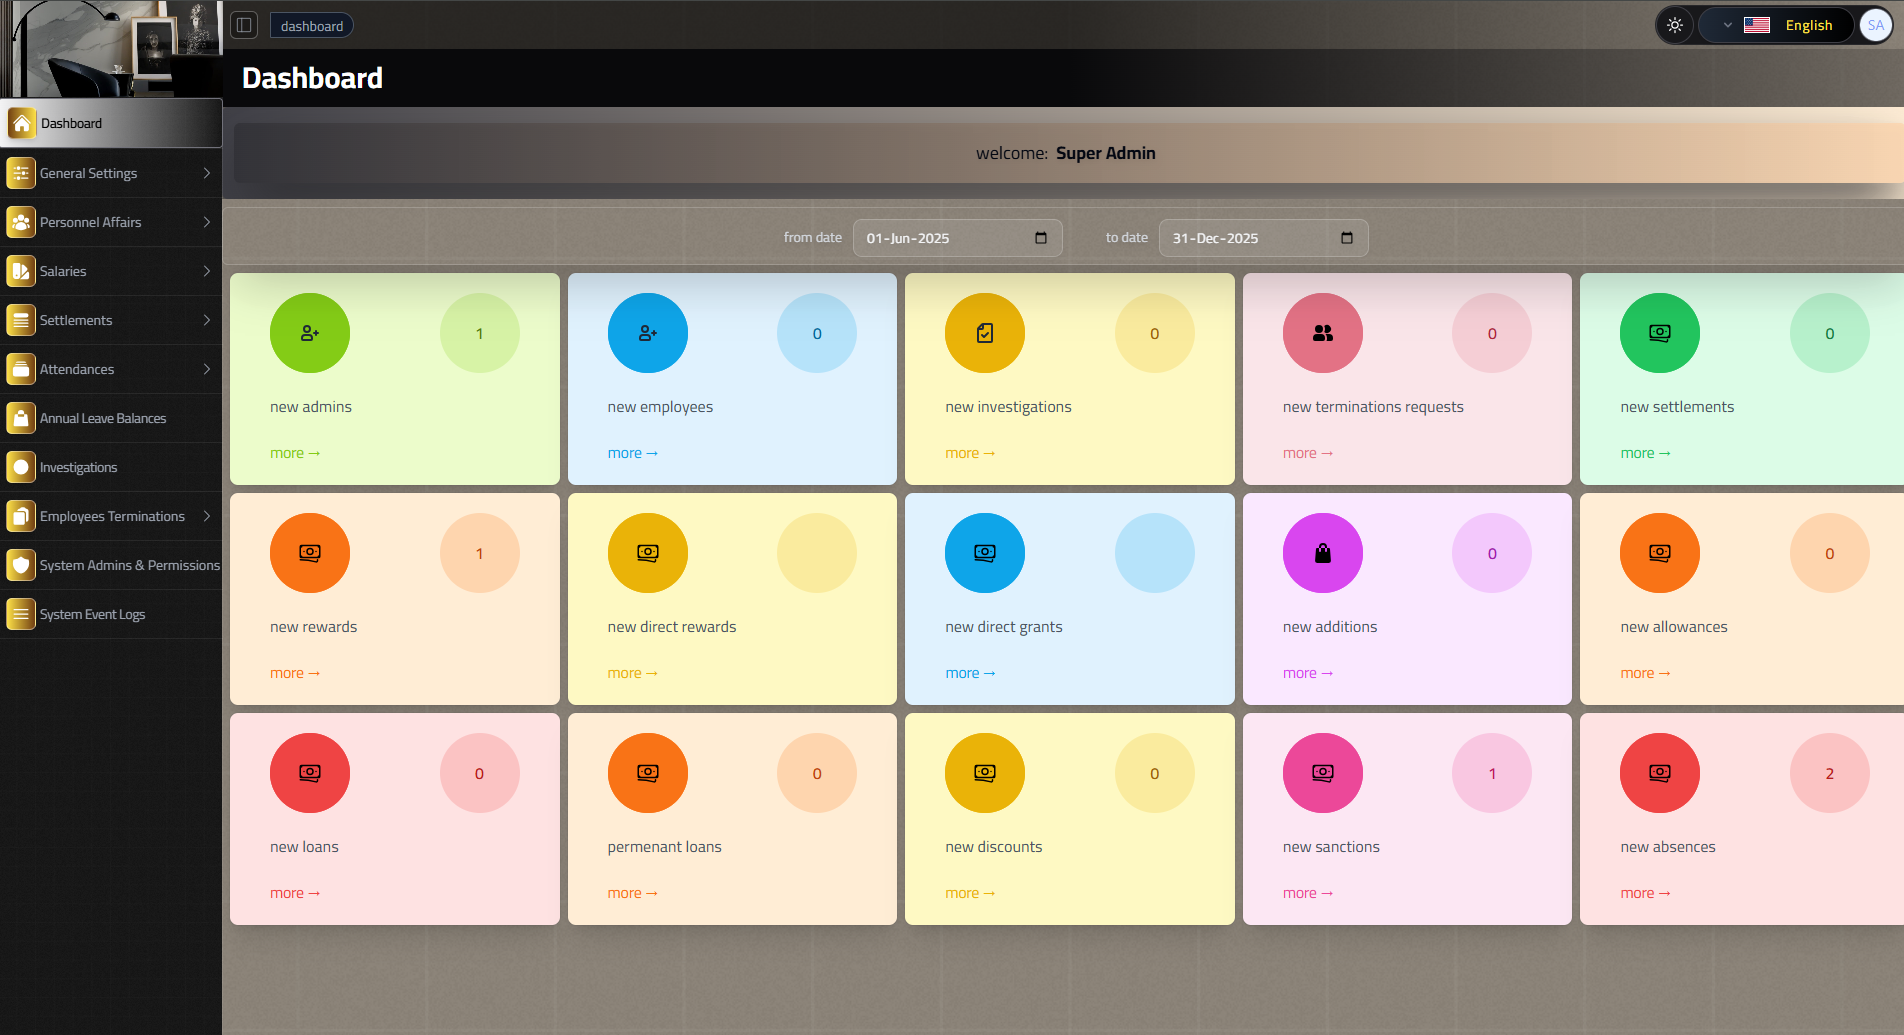 dashboard
English
SA
Dashboard
Dashboard
General Settings
Personnel Affairs
Salaries
Settlements
Attendances
Annual Leave Balances
Investigations
Employees Terminations
System Admins & Permissions
System Event Logs
welcome: Super Admin
from date 01-Jun-2025 to date 31-Dec-2025
1 0 0 0 0
new admins new employees new investigations new terminations requests new settlements
more → more → more → more → more →
1 0 0
new rewards new direct rewards new direct grants new additions new allowances
more → more → more → more → more →
0 0 0 1 2
new loans permenant loans new discounts new sanctions new absences
more → more → more → more → more →